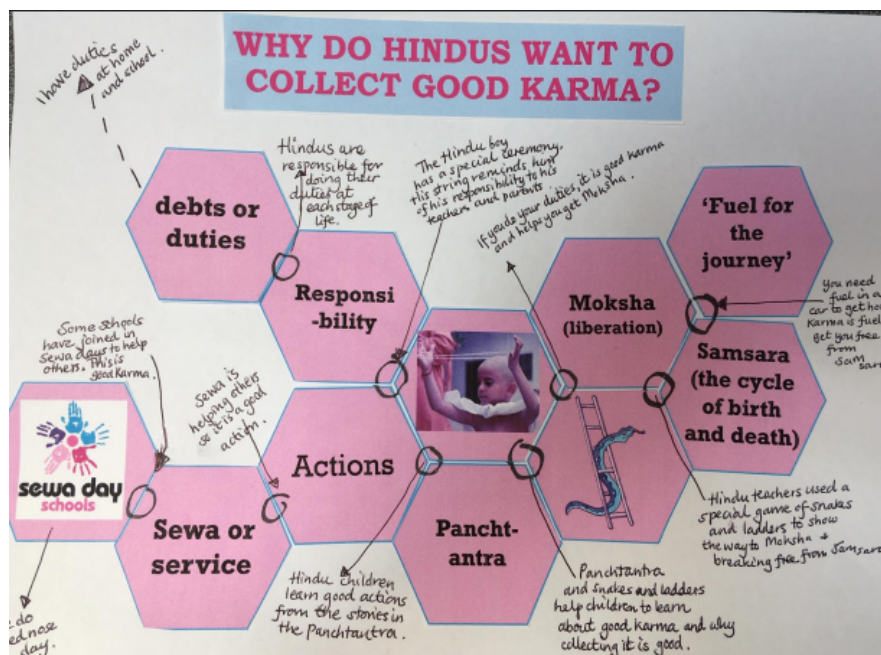 WHY DO HINDUS WANT TO
COLLECT GOOD KARMA?
I have duties
at home
and school.
debts or
duties
Hindus are
responsible for
doing their
duties at
each stage of
life.
Responsi
-bility
The Hindu boy
has a special ceremony.
His string reminds him
of his responsibility to his
teachers and parents.
If you do your duties, it is good karma
and helps you get Moksha.
Moksha
(liberation)
'Fuel for
the
journey'
You need
fuel in a
car to get
Karma is fuel
get you free
from
Sam
Samsara
(the cycle
of birth
and death)
Some schools
have joined in
Sewa days to help
others. This is
good karma.
sewa day
schools
Sewa is
helping others
so it is a good
action.
Actions
Sewa or
service
Pancht-
antra
Hindu children
learn good actions
from the stories in
the Panchtantra.
Panchtantra
and snakes and ladders
help children to learn
about good karma and why
collecting it is good.
Hindu teachers used a
special game of snakes
and ladders to show
the way to Moksha +
breaking free from Samsara
do
nose
day.